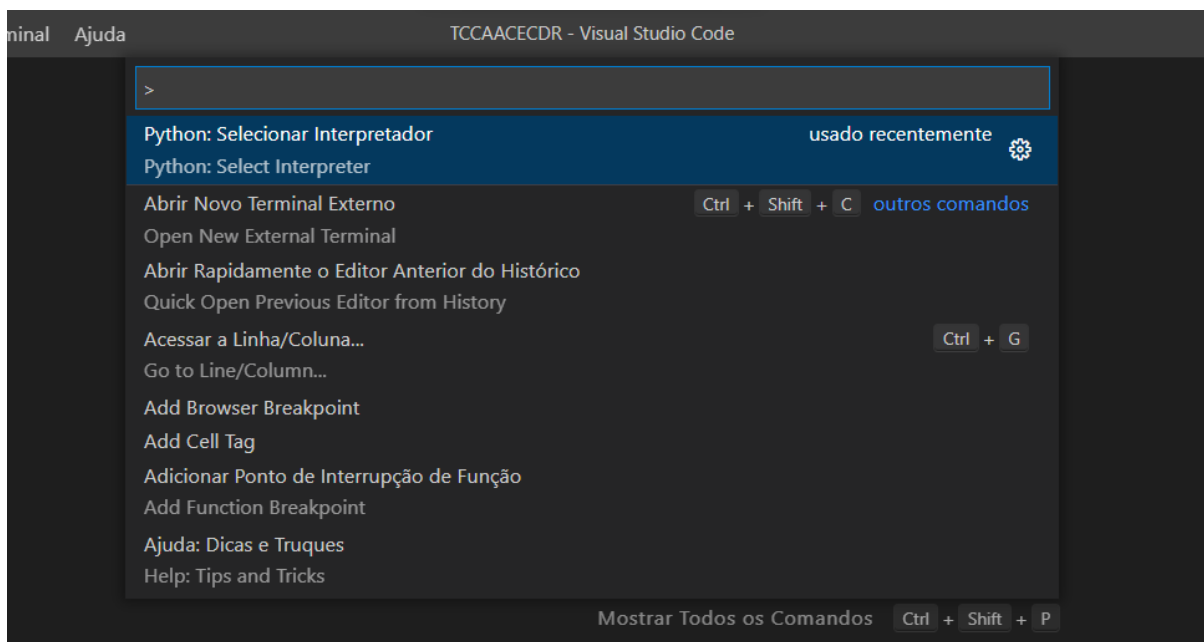 Ajuda TCCAACECDR - Visual Studio Code
>
Python: Selecionar Interpretador usado recentemente
Python: Select Interpreter
Abrir Novo Terminal Externo Ctrl + Shift + C outros comandos
Open New External Terminal
Abrir Rapidamente o Editor Anterior do Histórico
Quick Open Previous Editor from History
Acessar a Linha/Coluna... Ctrl + G
Go to Line/Column...
Add Browser Breakpoint
Add Cell Tag
Adicionar Ponto de Interrupção de Função
Add Function Breakpoint
Ajuda: Dicas e Truques
Help: Tips and Tricks
Mostrar Todos os Comandos Ctrl + Shift + P